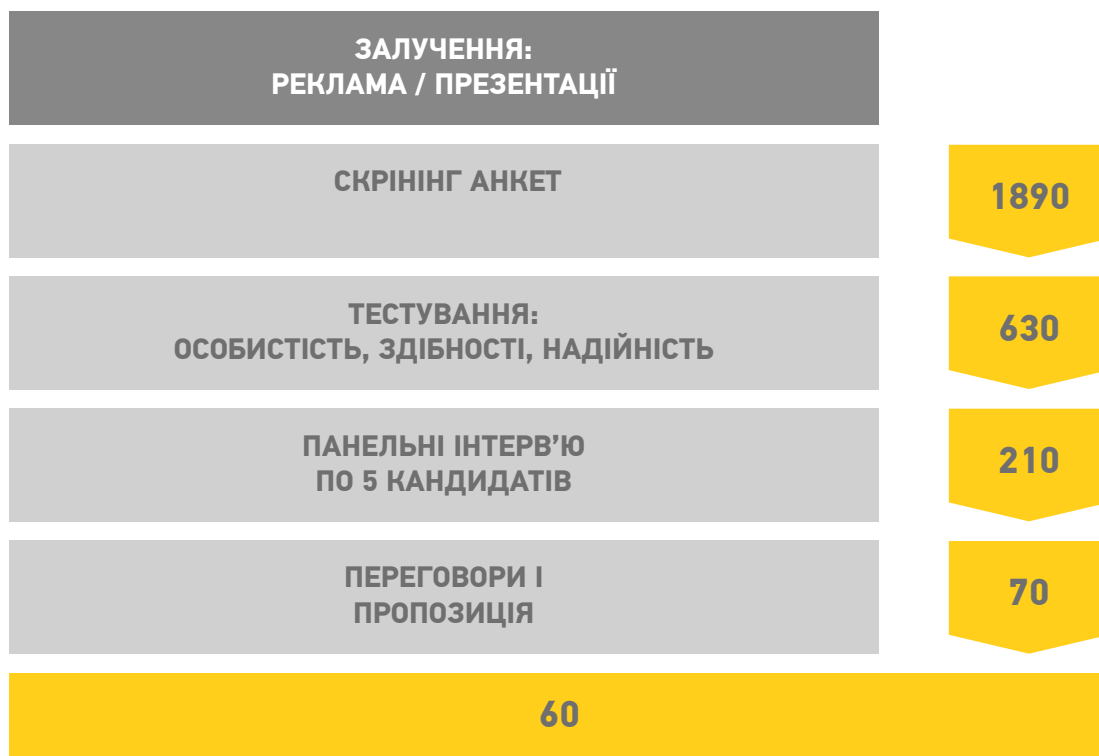 ЗАЛУЧЕННЯ:
РЕКЛАМА / ПРЕЗЕНТАЦІЇ
СКРІНІНГ АНКЕТ
1890
ТЕСТУВАННЯ:
ОСОБИСТІСТЬ, ЗДІБНОСТІ, НАДІЙНІСТЬ
630
ПАНЕЛЬНІ ІНТЕРВ’Ю
ПО 5 КАНДИДАТІВ
210
ПЕРЕГОВОРИ І
ПРОПОЗИЦІЯ
70
60